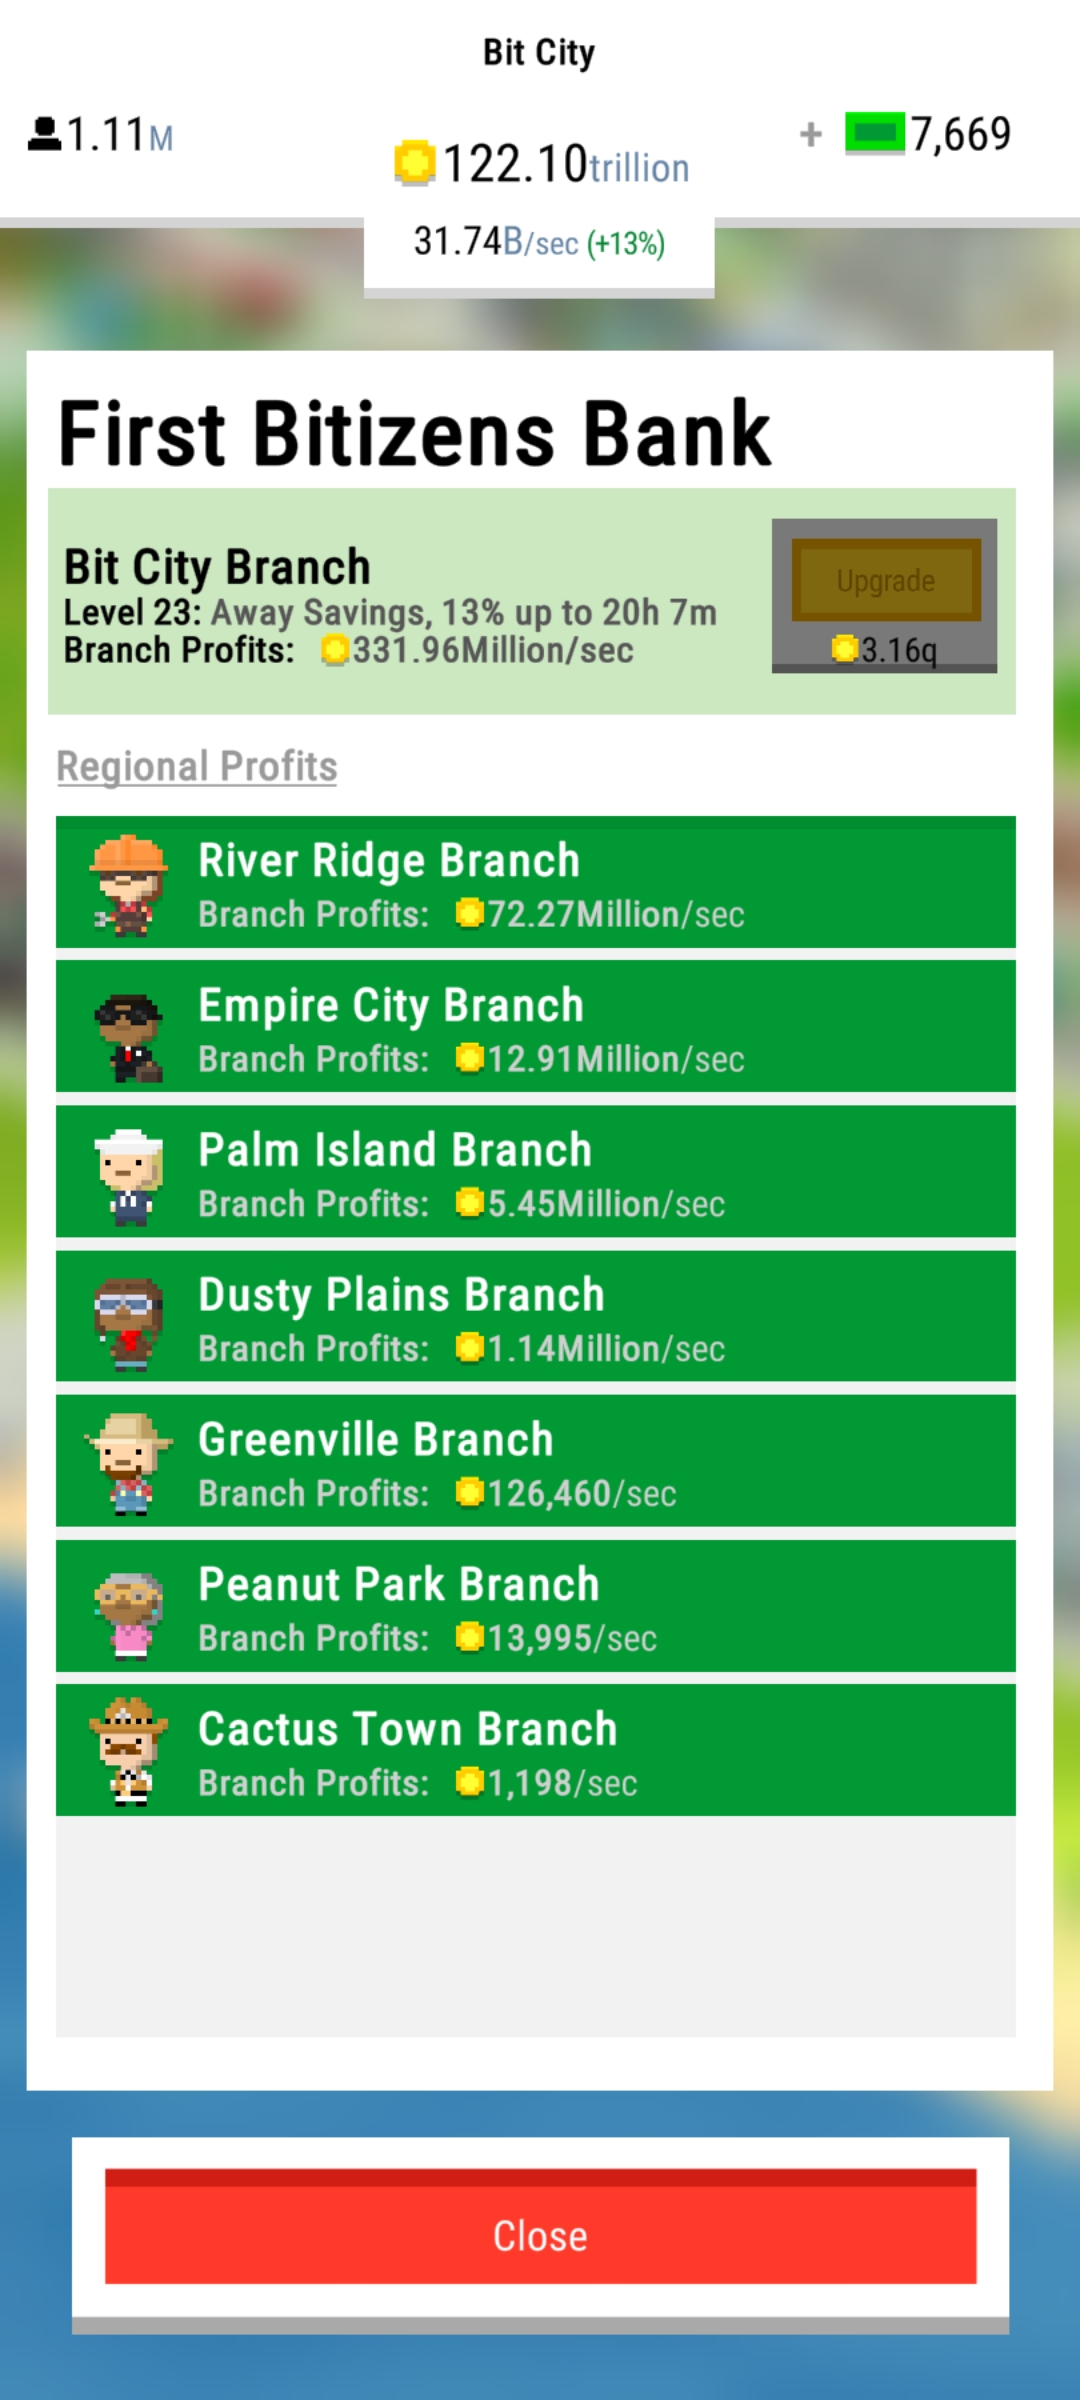 Bit City
1.11M
122.10trillion
+ 7,669
31.74B/sec (+13%)
First Bitizens Bank
Bit City Branch
Level 23: Away Savings, 13% up to 20h 7m
Branch Profits: 331.96Million/sec
Upgrade
3.16q
Regional Profits
River Ridge Branch
Branch Profits: 72.27Million/sec
Empire City Branch
Branch Profits: 12.91Million/sec
Palm Island Branch
Branch Profits: 5.45Million/sec
Dusty Plains Branch
Branch Profits: 1.14Million/sec
Greenville Branch
Branch Profits: 126,460/sec
Peanut Park Branch
Branch Profits: 13,995/sec
Cactus Town Branch
Branch Profits: 1,198/sec
Close